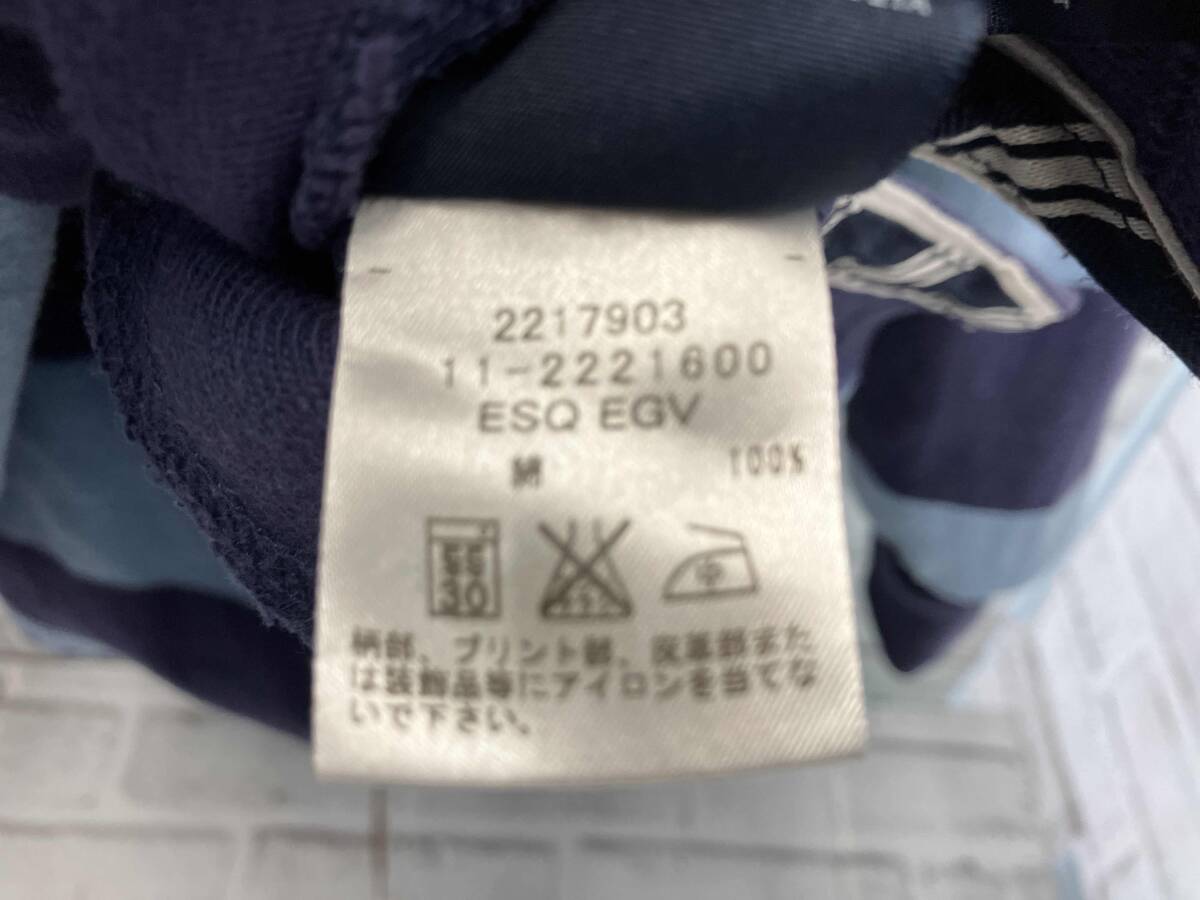 2217903
11-2221600
ESQ EGV
綿 100%
30
中
柄部、プリント部、皮革部また
は装飾品等にアイロンを当てな
いで下さい。